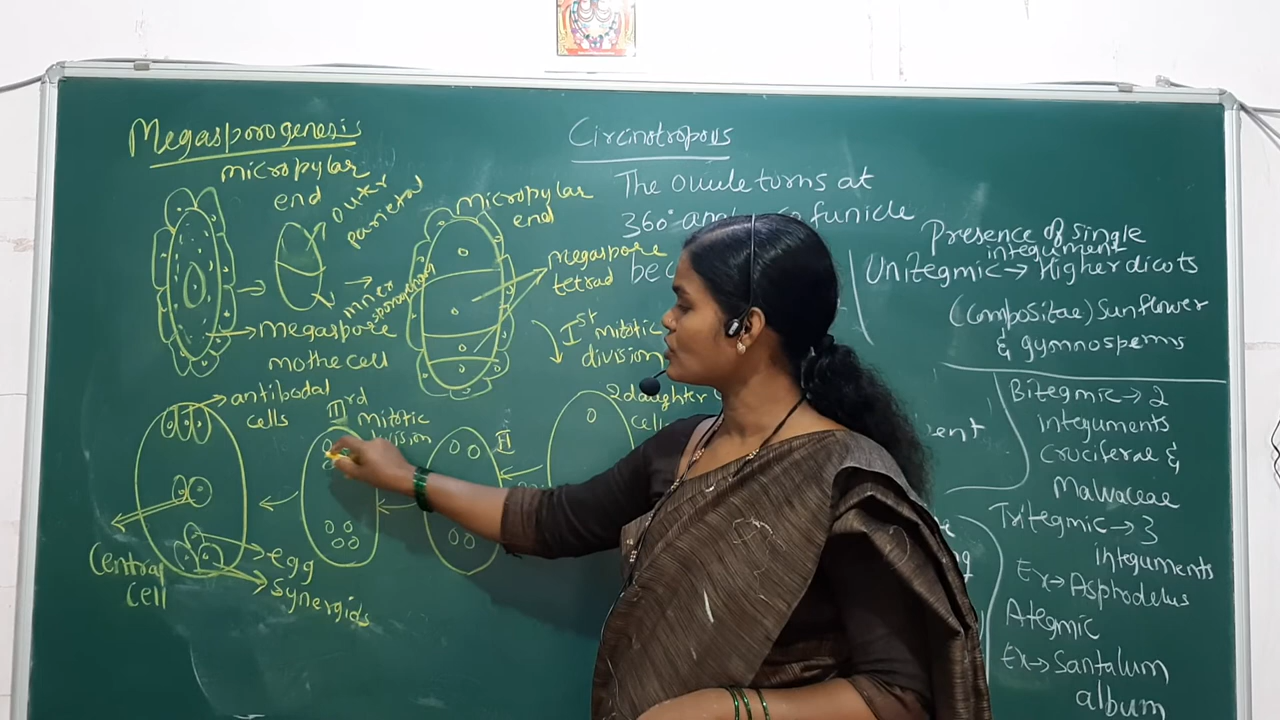 Megasporogenesis
micropylar
end
outer
parietal
inner
sporogenous
megaspore
mothecell
micropylar
end
megaspore
tetrad
Ist mitotic
division
2 daughter
cells
II
IIIrd
mitotic
division
antibodal
cells
egg
synergids
Central
cell
Circinotropous
The ovule turns at
360° funicle
Presence of single
integument
Unitegmic → Higher dicots
(compositae) Sunflower
& gymnosperms
Bitegmic → 2
integuments
Cruciferae &
Malvaceae
Tritegmic → 3
integuments
Ex → Asphodelus
Ategmic
Ex → Santalum
album